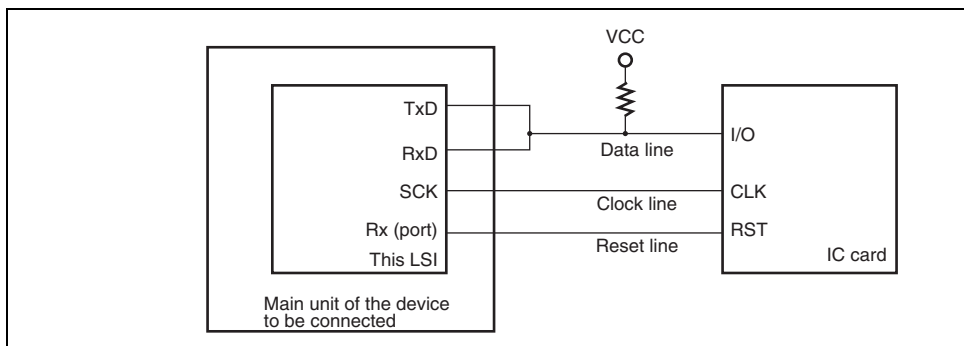 VCC
TxD
RxD
SCK
Rx (port)
This LSI
Main unit of the device
to be connected
Data line
Clock line
Reset line
I/O
CLK
RST
IC card